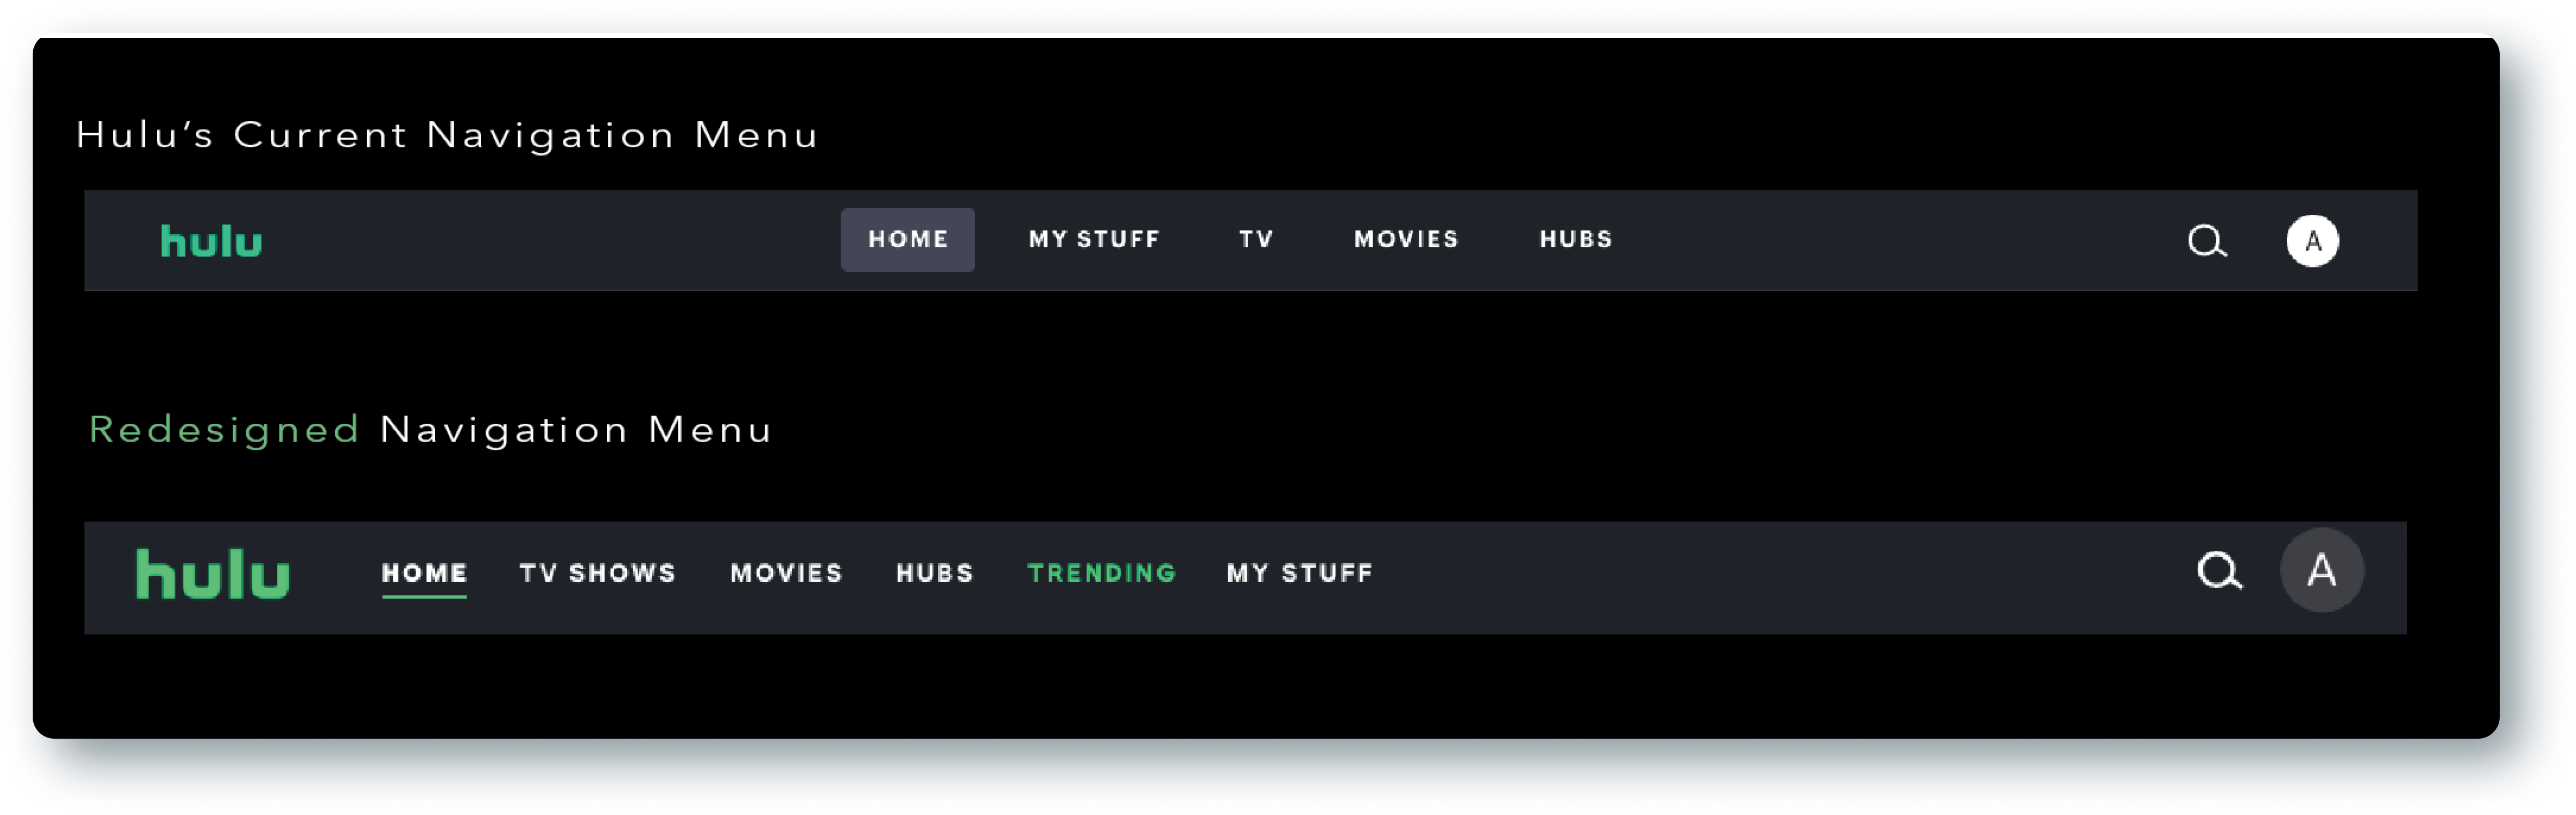 Hulu’s Current Navigation Menu
hulu HOME MY STUFF TV MOVIES HUBS A
Redesigned Navigation Menu
hulu HOME TV SHOWS MOVIES HUBS TRENDING MY STUFF A